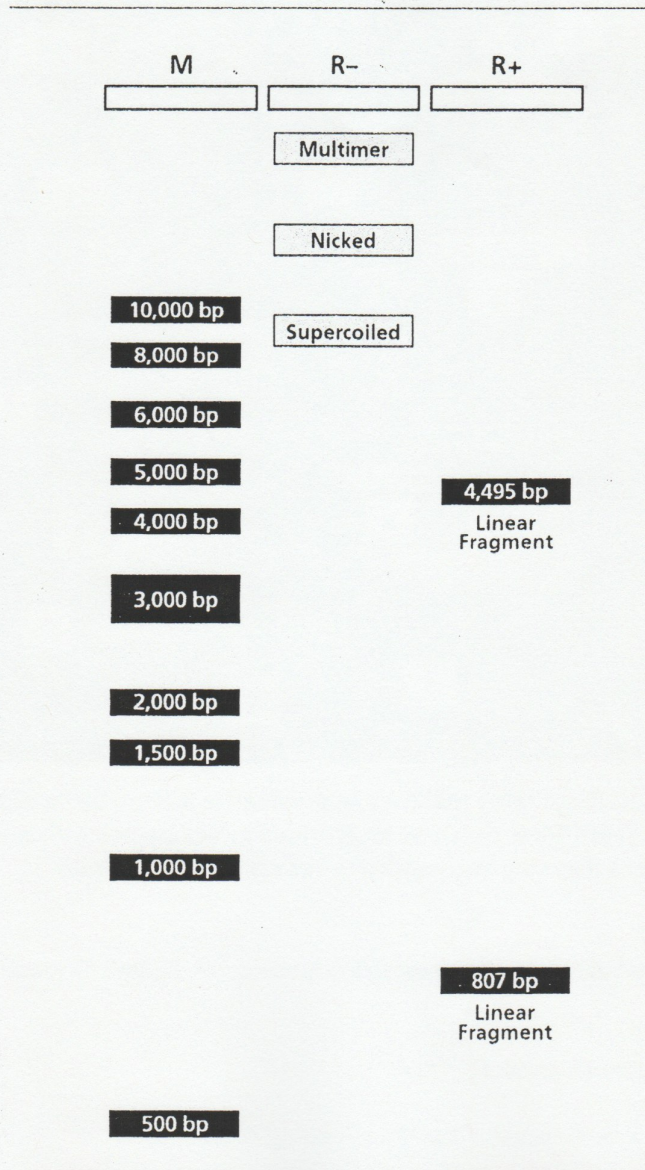 M R– R+
Multimer
Nicked
10,000 bp
Supercoiled
8,000 bp
6,000 bp
5,000 bp
4,495 bp
4,000 bp
Linear
Fragment
3,000 bp
2,000 bp
1,500 bp
1,000 bp
807 bp
Linear
Fragment
500 bp